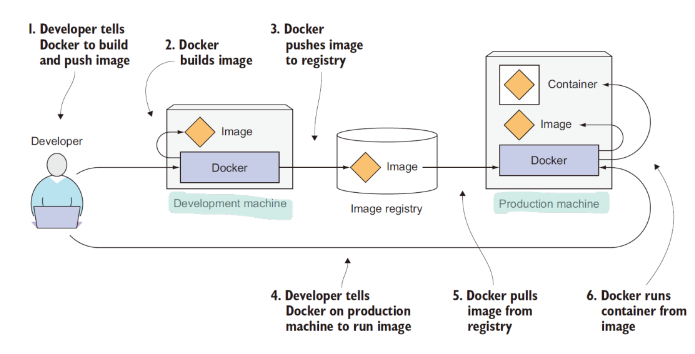 1. Developer tells
Docker to build
and push image
2. Docker
builds image
3. Docker
pushes image
to registry
Developer
Image
Docker
Development machine
Image
Image registry
Container
Image
Docker
Production machine
4. Developer tells
Docker on production
machine to run image
5. Docker pulls
image from
registry
6. Docker runs
container from
image